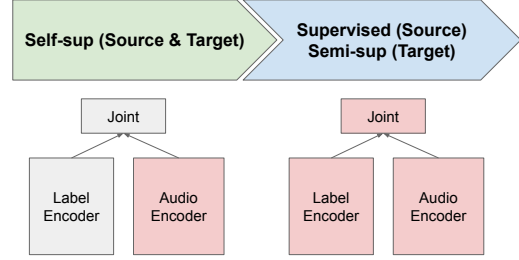 Self-sup (Source & Target)
Supervised (Source)
Semi-sup (Target)
Joint
Label
Encoder
Audio
Encoder
Joint
Label
Encoder
Audio
Encoder